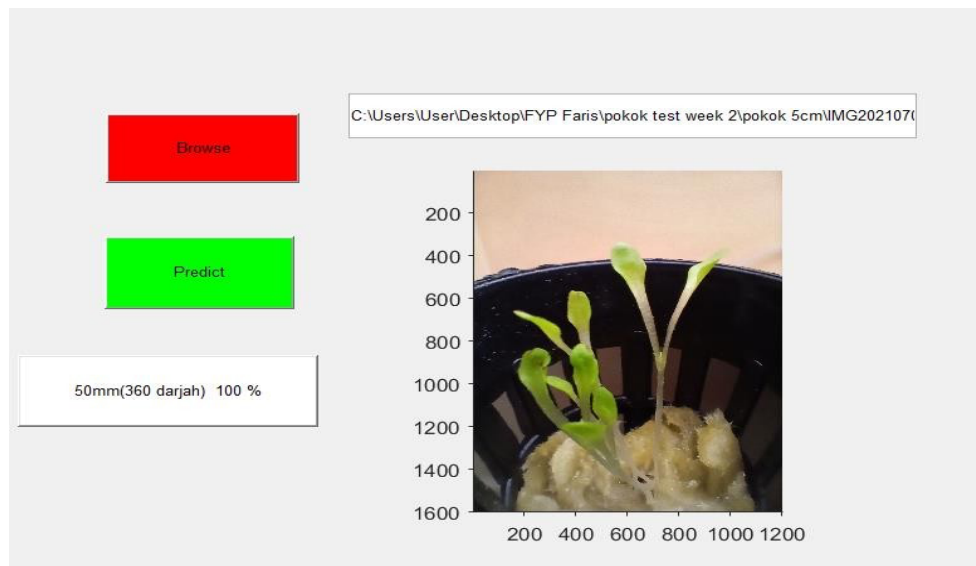 C:\Users\User\Desktop\FYP Faris\pokok test week 2\pokok 5cm\IMG202107(
Browse
Predict
50mm(360 darjah) 100 %
200
400
600
800
1000
1200
1400
1600
200 400 600 800 1000 1200